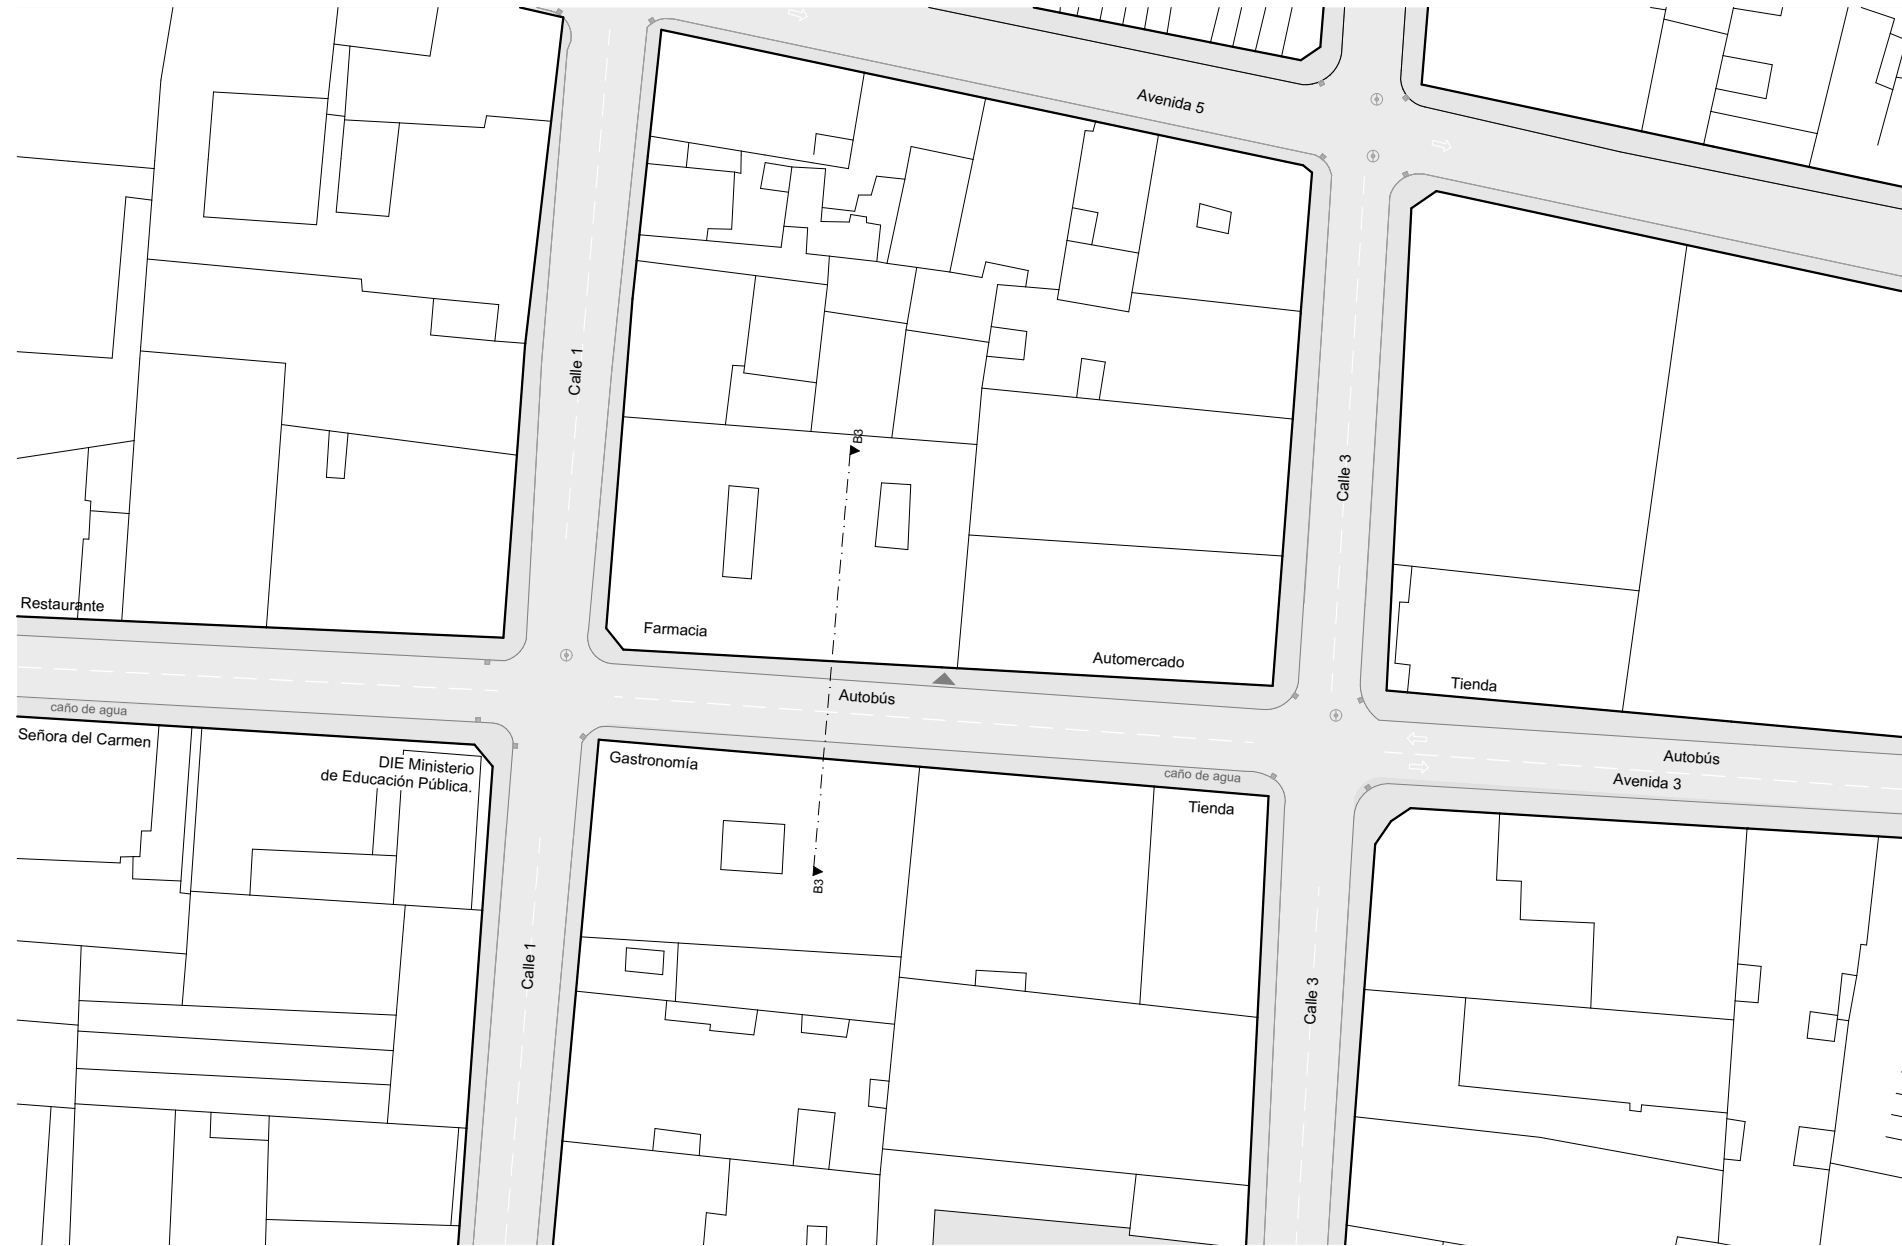 Avenida 5
Calle 1
B3
Calle 3
Restaurante
Farmacia
Automercado
Tienda
Autobús
caño de agua
Señora del Carmen
DIE Ministerio
de Educación Pública.
Gastronomía
caño de agua
Tienda
Autobús
Avenida 3
B3
Calle 1
Calle 3